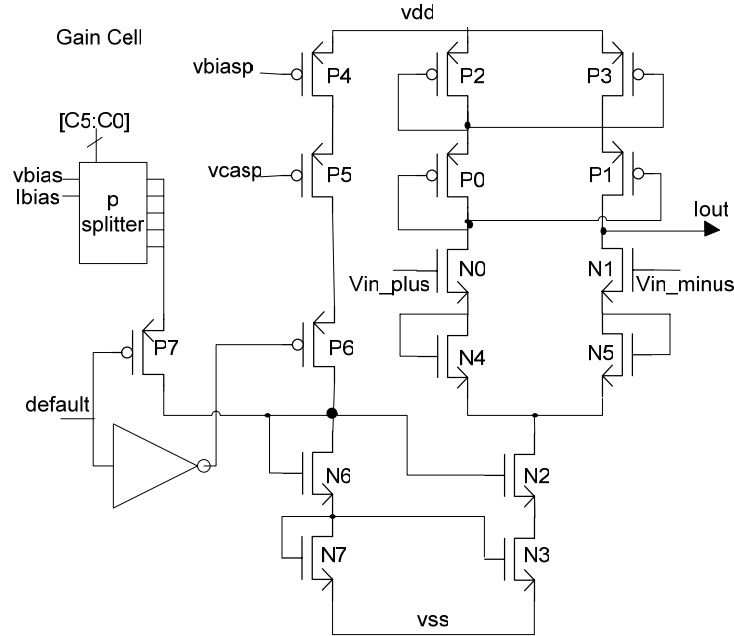 vdd
Gain Cell
vbiasp
P4
P2
P3
[C5:C0]
vcasp
P5
P0
P1
vbias
Ibias
p
splitter
Iout
N0
N1
Vin_plus
Vin_minus
P7
P6
N4
N5
default
N6
N2
N7
N3
vss